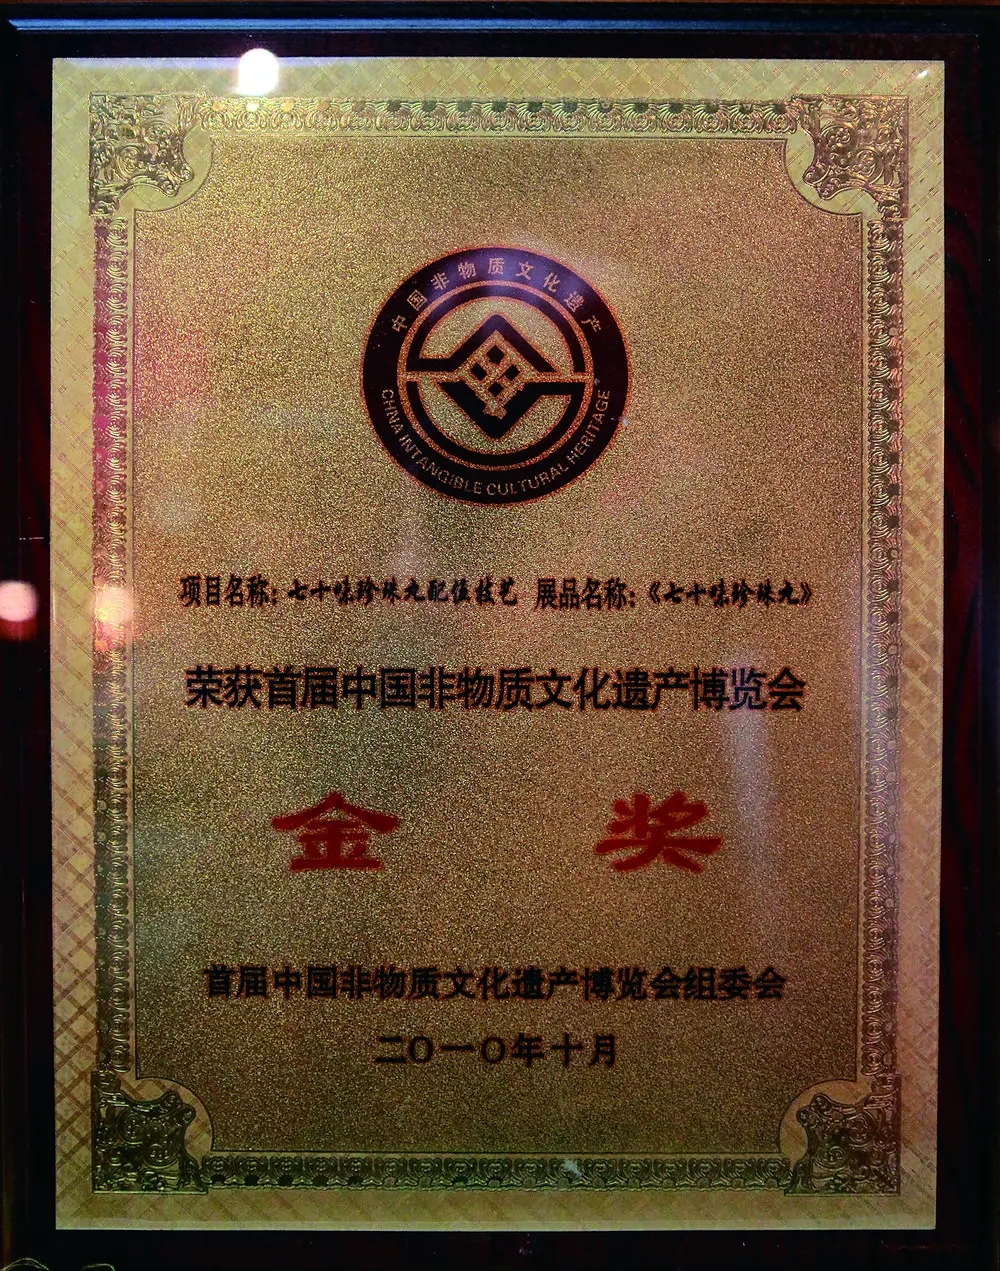 中国非物质文化遗产
CHINA INTANGIBLE CULTURAL HERITAGE
项目名称：七十味珍珠丸配伍技艺 展品名称：《七十味珍珠丸》
荣获首届中国非物质文化遗产博览会
金 奖
首届中国非物质文化遗产博览会组委会
二〇一〇年十月